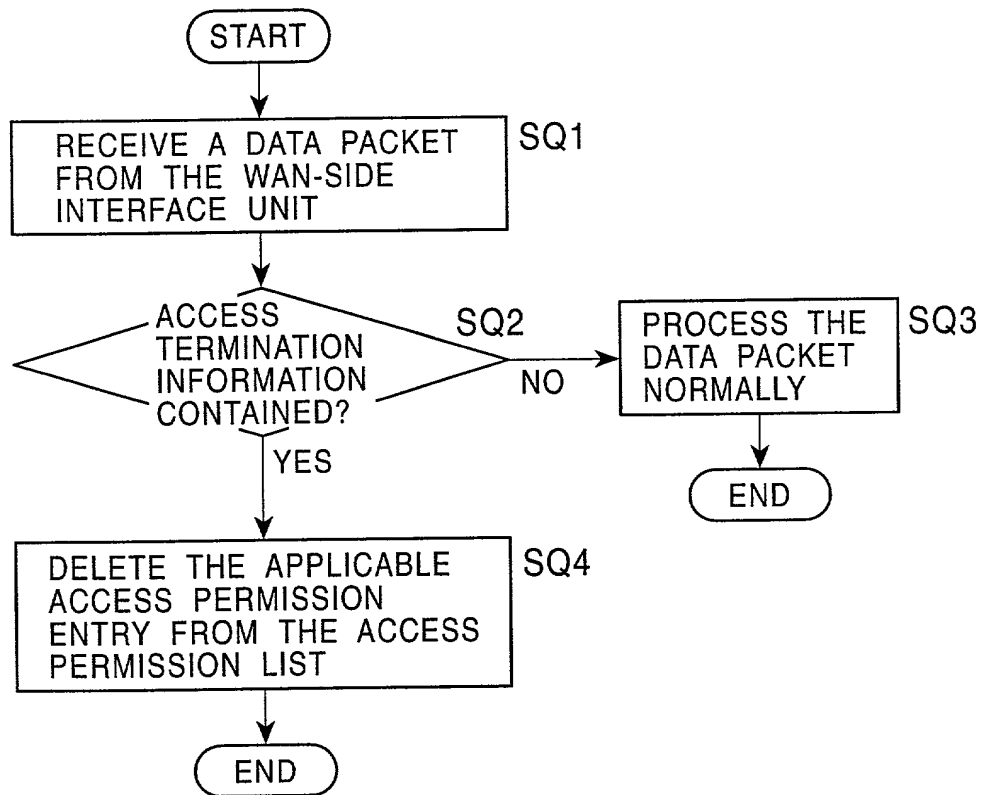 START
RECEIVE A DATA PACKET
FROM THE WAN-SIDE
INTERFACE UNIT
SQ1
ACCESS
TERMINATION
INFORMATION
CONTAINED?
SQ2
NO
PROCESS THE
DATA PACKET
NORMALLY
SQ3
END
YES
DELETE THE APPLICABLE
ACCESS PERMISSION
ENTRY FROM THE ACCESS
PERMISSION LIST
SQ4
END